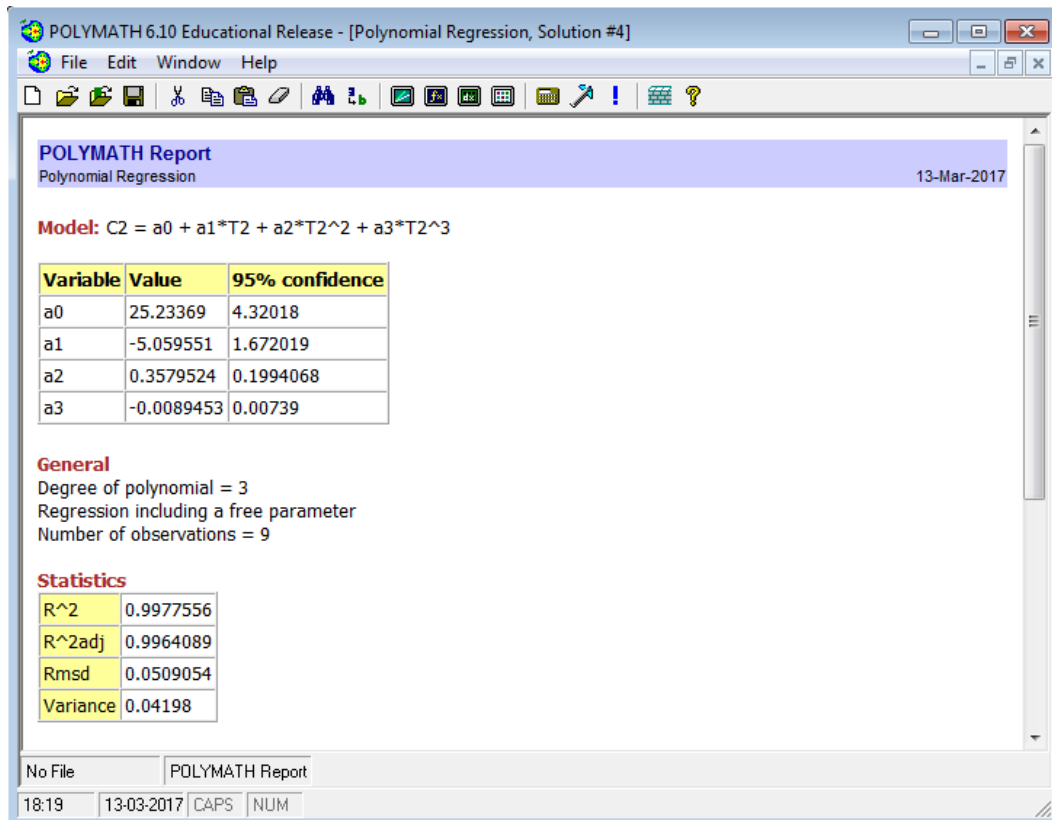 POLYMATH 6.10 Educational Release - [Polynomial Regression, Solution #4]
File Edit Window Help
POLYMATH Report
Polynomial Regression 13-Mar-2017
Model: C2 = a0 + a1*T2 + a2*T2^2 + a3*T2^3
Variable Value 95% confidence
a0 25.23369 4.32018
a1 -5.059551 1.672019
a2 0.3579524 0.1994068
a3 -0.0089453 0.00739
General
Degree of polynomial = 3
Regression including a free parameter
Number of observations = 9
Statistics
R^2 0.9977556
R^2adj 0.9964089
Rmsd 0.0509054
Variance 0.04198
No File POLYMATH Report
18:19 13-03-2017 CAPS NUM